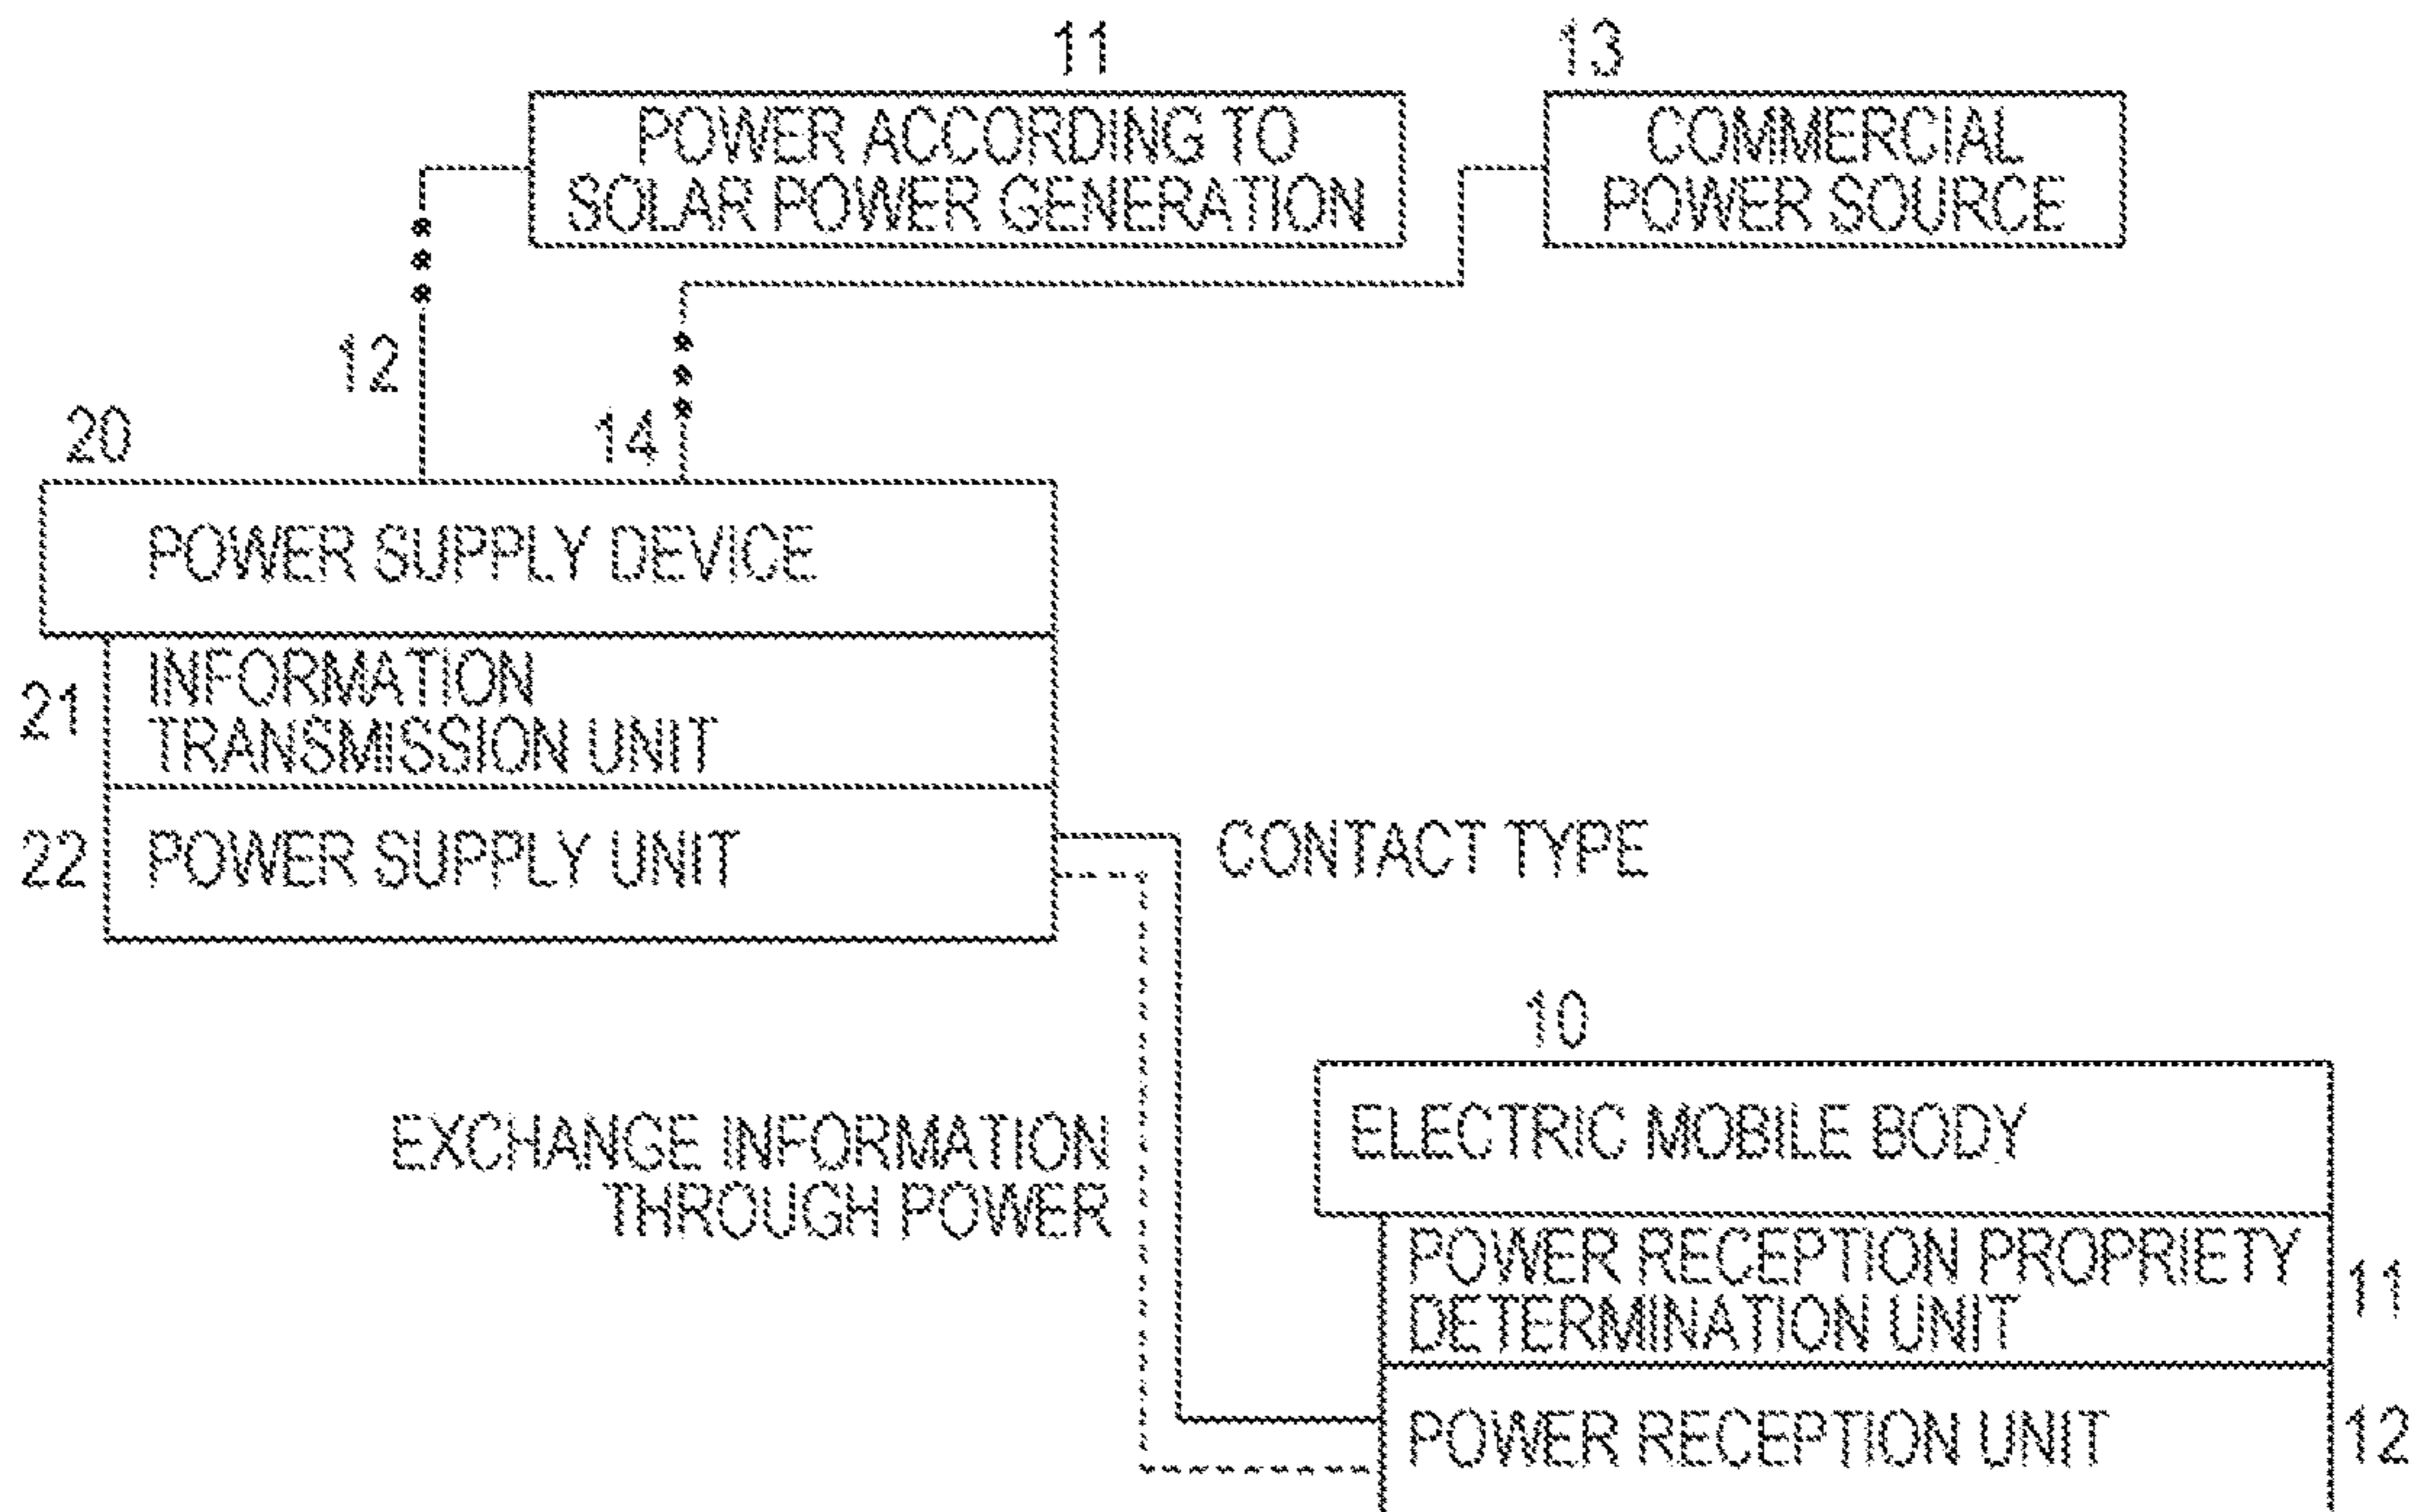 11
13
POWER ACCORDING TO
SOLAR POWER GENERATION
COMMERCIAL
POWER SOURCE
12
14
20
POWER SUPPLY DEVICE
21
INFORMATION
TRANSMISSION UNIT
22
POWER SUPPLY UNIT
CONTACT TYPE
10
EXCHANGE INFORMATION
THROUGH POWER
ELECTRIC MOBILE BODY
POWER RECEPTION PROPRIETY
DETERMINATION UNIT
11
POWER RECEPTION UNIT
12